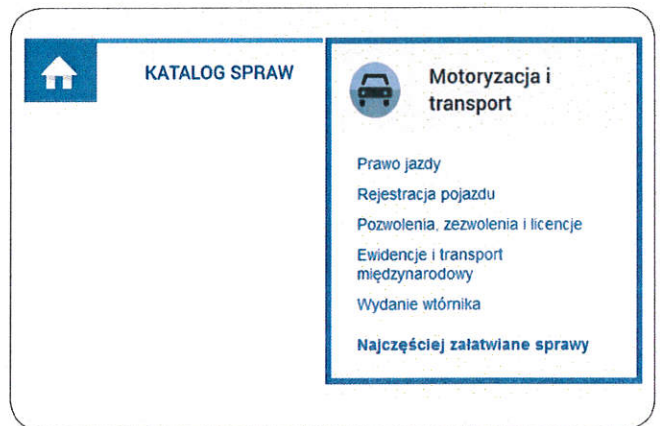 KATALOG SPRAW
Motoryzacja i
transport
Prawo jazdy
Rejestracja pojazdu
Pozwolenia, zezwolenia i licencje
Ewidencje i transport
międzynarodowy
Wydanie wtórnika
Najczęściej załatwiane sprawy